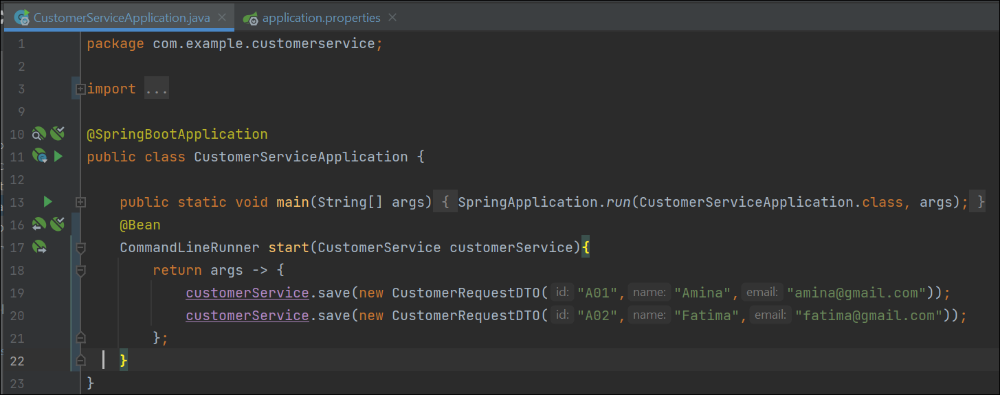 CustomerServiceApplication.java application.properties
1 package com.example.customerservice;
2
3 import ...
9
10 @SpringBootApplication
11 public class CustomerServiceApplication {
12
13 public static void main(String[] args) { SpringApplication.run(CustomerServiceApplication.class, args); }
16 @Bean
17 CommandLineRunner start(CustomerService customerService){
18 return args -> {
19 customerService.save(new CustomerRequestDTO( id: "A01", name: "Amina", email: "amina@gmail.com"));
20 customerService.save(new CustomerRequestDTO( id: "A02", name: "Fatima", email: "fatima@gmail.com"));
21 };
22 }
23 }